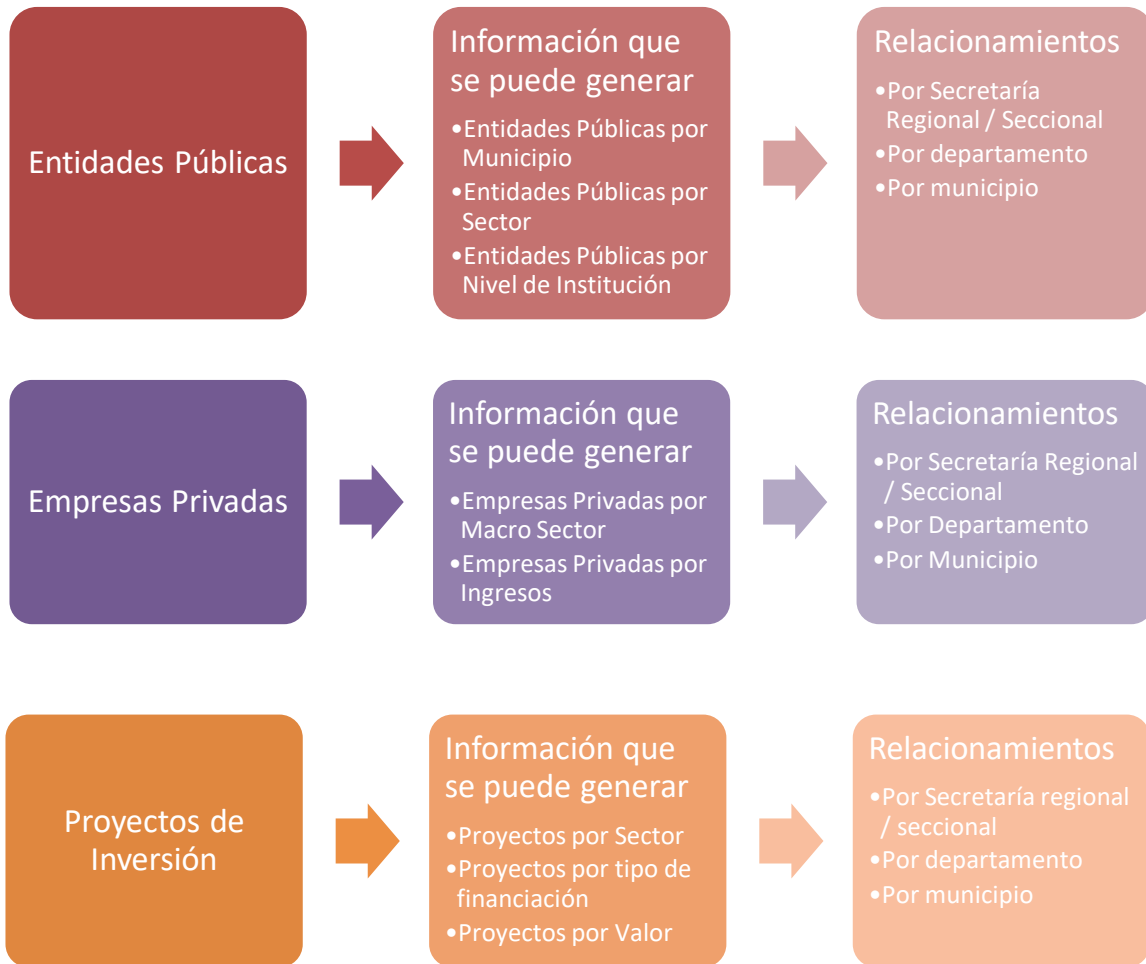 Entidades Públicas
Información que
se puede generar
•Entidades Públicas por
Municipio
•Entidades Públicas por
Sector
•Entidades Públicas por
Nivel de Institución
Relacionamientos
•Por Secretaría
Regional / Seccional
•Por departamento
•Por municipio
Empresas Privadas
Información que
se puede generar
•Empresas Privadas por
Macro Sector
•Empresas Privadas por
Ingresos
Relacionamientos
•Por Secretaría Regional
/ Seccional
•Por Departamento
•Por Municipio
Proyectos de
Inversión
Información que
se puede generar
•Proyectos por Sector
•Proyectos por tipo de
financiación
•Proyectos por Valor
Relacionamientos
•Por Secretaría regional
/ seccional
•Por departamento
•Por municipio